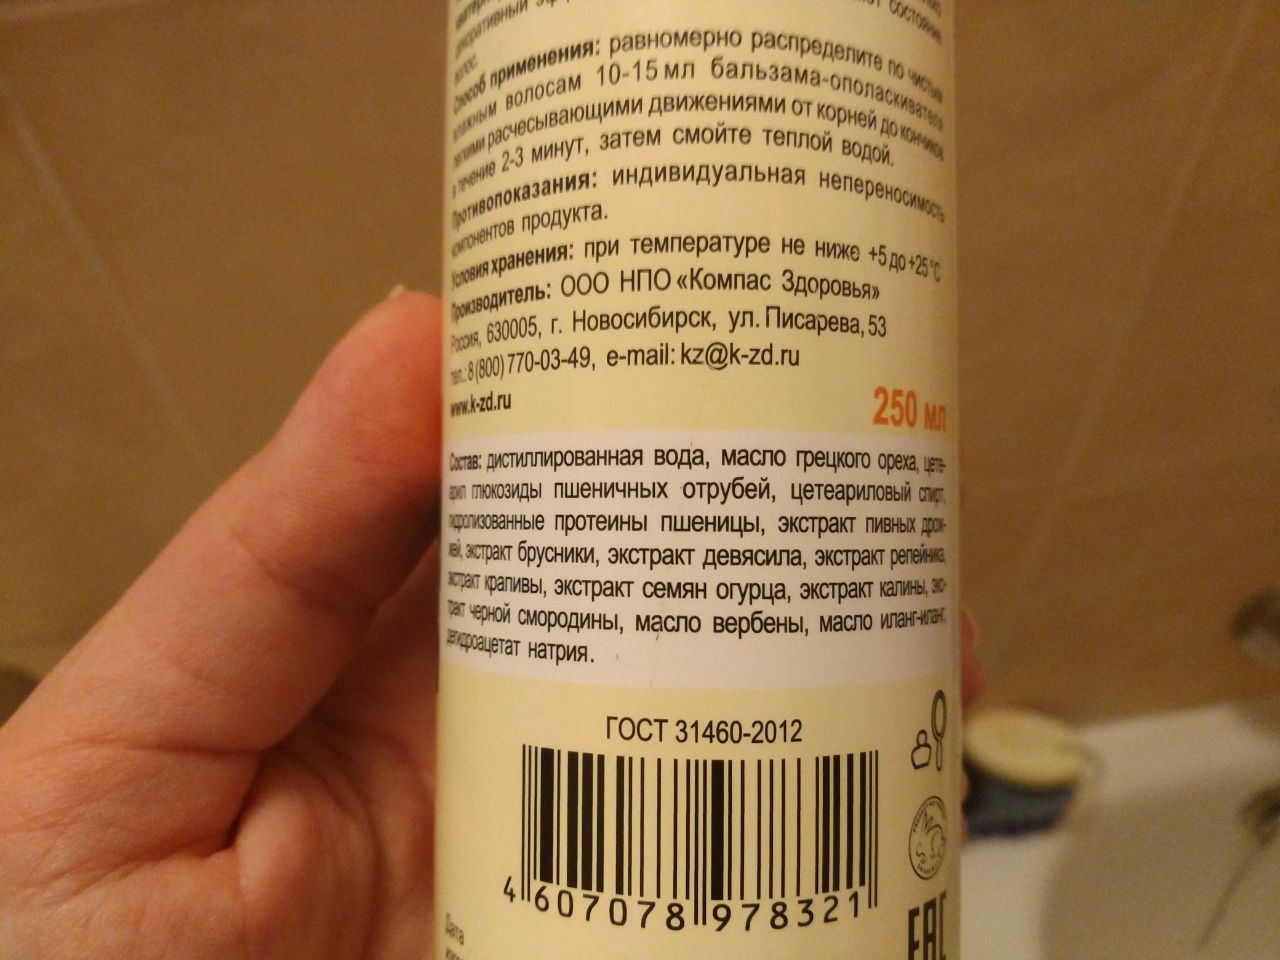 состояние
волос.
Способ применения: равномерно распределите по чистым
влажным волосам 10-15 мл бальзама-ополаскивателя
легкими расчесывающими движениями от корней до кончиков
в течение 2-3 минут, затем смойте теплой водой.
Противопоказания: индивидуальная непереносимость
компонентов продукта.
Условия хранения: при температуре не ниже +5 до +25 °C
Производитель: ООО НПО «Компас Здоровья»
Россия, 630005, г. Новосибирск, ул. Писарева, 53
тел.: 8 (800) 770-03-49, e-mail: kz@k-zd.ru
www.k-zd.ru
250 мл
Состав: дистиллированная вода, масло грецкого ореха, цете-
арил глюкозиды пшеничных отрубей, цетеариловый спирт,
гидролизованные протеины пшеницы, экстракт пивных дрож-
жей, экстракт брусники, экстракт девясила, экстракт репейника,
экстракт крапивы, экстракт семян огурца, экстракт калины, экс-
тракт черной смородины, масло вербены, масло иланг-иланг,
дегидроацетат натрия.
ГОСТ 31460-2012
4 607078 978321
Дата
EAC